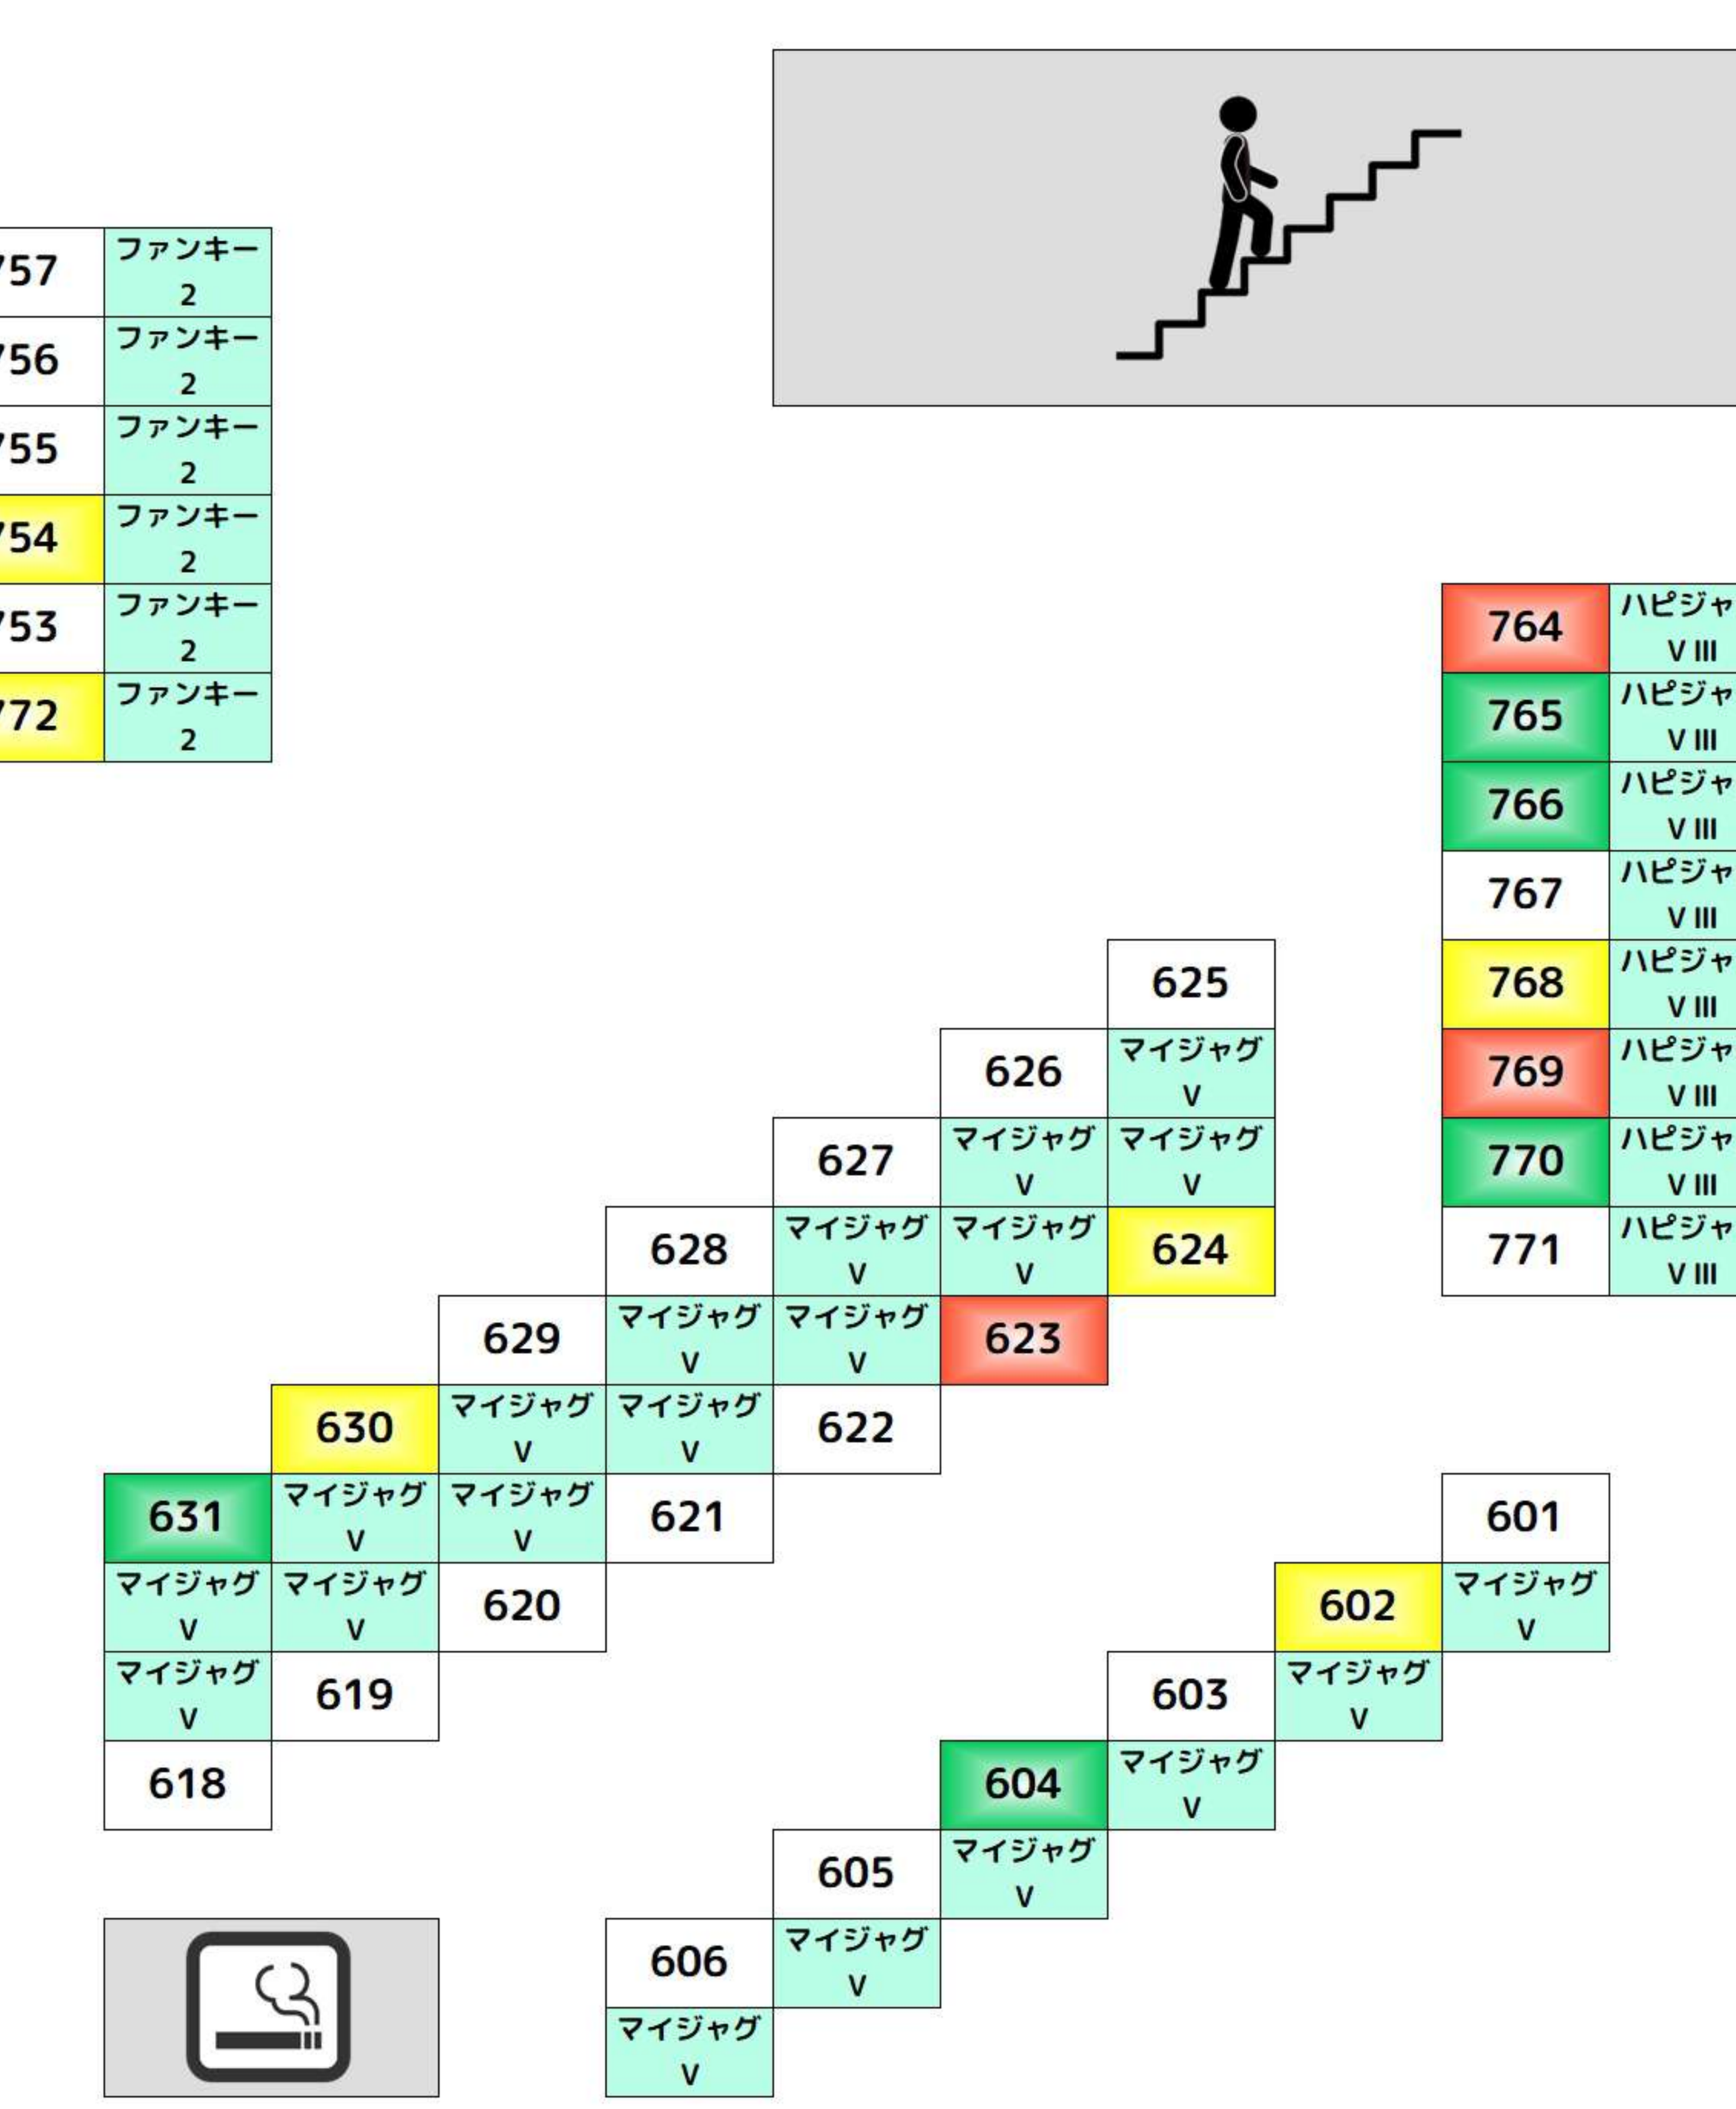 757 ファンキー
2
756 ファンキー
2
755 ファンキー
2
754 ファンキー
2
753 ファンキー
2
772 ファンキー
2
764 ハピジャ
V III
765 ハピジャ
V III
766 ハピジャ
V III
767 ハピジャ
V III
768 ハピジャ
V III
769 ハピジャ
V III
770 ハピジャ
V III
771 ハピジャ
V III
625
626 マイジャグ
V
627 マイジャグ マイジャグ
V V
628 マイジャグ マイジャグ 624
V V
629 マイジャグ マイジャグ 623
V V
630 マイジャグ マイジャグ 622
V V
631 マイジャグ マイジャグ 621
V V
マイジャグ マイジャグ 620
V V
マイジャグ 619
V
618
601
602 マイジャグ
V
603 マイジャグ
V
604 マイジャグ
V
605 マイジャグ
V
606 マイジャグ
V
マイジャグ
V